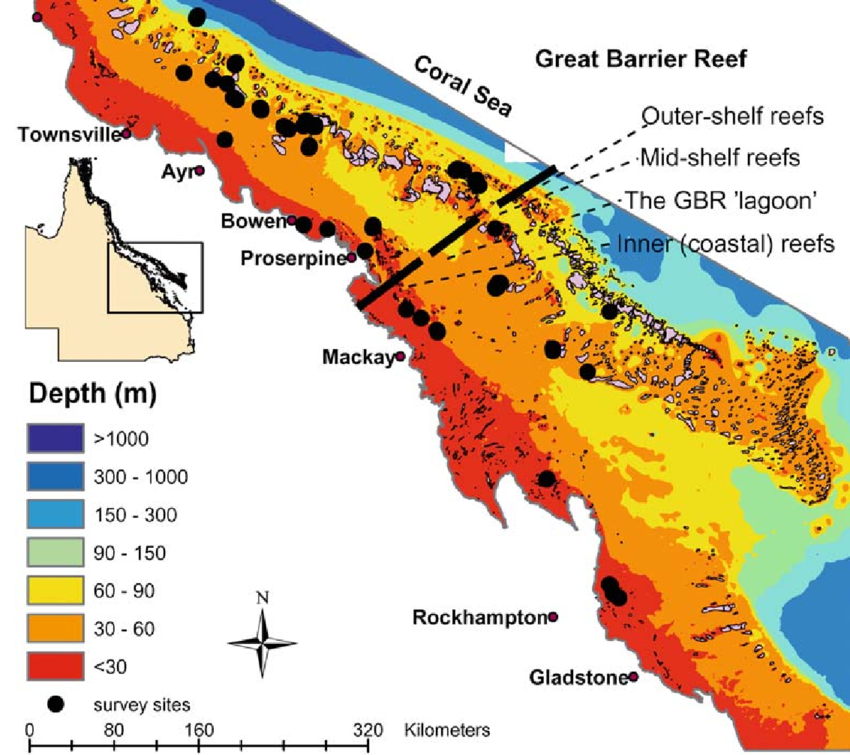 Great Barrier Reef
Coral Sea
Outer-shelf reefs
Mid-shelf reefs
The GBR 'lagoon'
Inner (coastal) reefs
Townsville
Ayr
Bowen
Proserpine
Mackay
Rockhampton
Gladstone
Depth (m)
>1000
300 - 1000
150 - 300
90 - 150
60 - 90
30 - 60
<30
survey sites
N
0 80 160 320 Kilometers